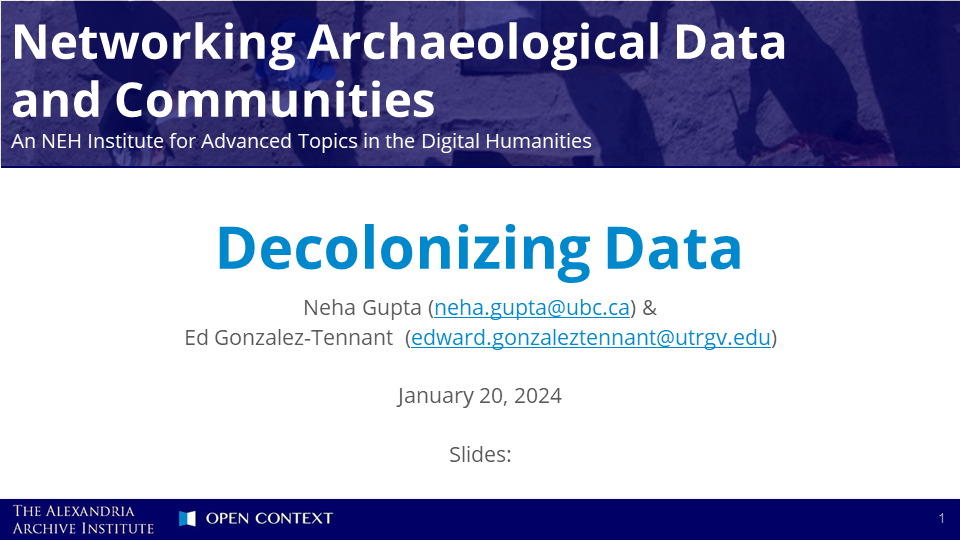 Networking Archaeological Data
and Communities
An NEH Institute for Advanced Topics in the Digital Humanities
Decolonizing Data
Neha Gupta (neha.gupta@ubc.ca) &
Ed Gonzalez-Tennant (edward.gonzaleztennant@utrgv.edu)
January 20, 2024
Slides:
THE ALEXANDRIA
ARCHIVE INSTITUTE
OPEN CONTEXT
1